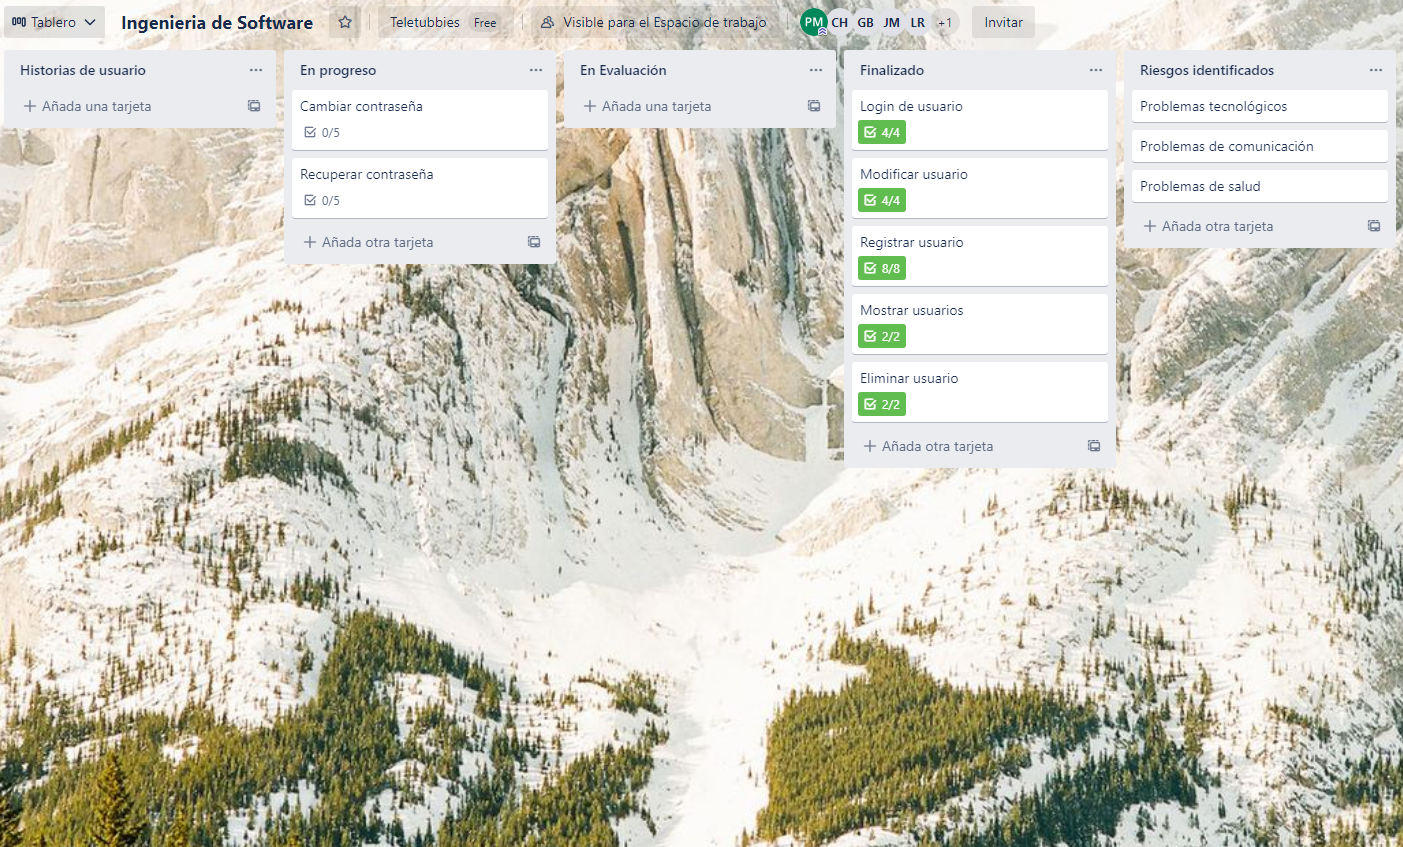 Tablero Ingenieria de Software Teletubbies Free Visible para el Espacio de trabajo PM CH GB JM LR +1 Invitar
Historias de usuario
Añada una tarjeta
En progreso
Cambiar contraseña
0/5
Recuperar contraseña
0/5
Añada otra tarjeta
En Evaluación
Añada una tarjeta
Finalizado
Login de usuario
4/4
Modificar usuario
4/4
Registrar usuario
8/8
Mostrar usuarios
2/2
Eliminar usuario
2/2
Añada otra tarjeta
Riesgos identificados
Problemas tecnológicos
Problemas de comunicación
Problemas de salud
Añada otra tarjeta